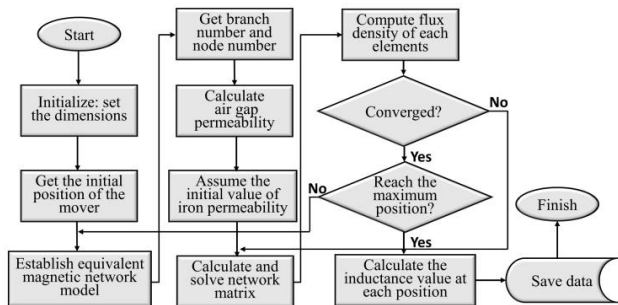 Start
Initialize: set
the dimensions
Get the initial
position of the
mover
Establish equivalent
magnetic network
model
Get branch
number and
node number
Calculate
air gap
permeability
Assume the
initial value of
iron permeability
Calculate and
solve network
matrix
Compute flux
density of each
elements
Converged?
No
Yes
Reach the
maximum
position?
No
Yes
Calculate the
inductance value
at each position
Save data
Finish